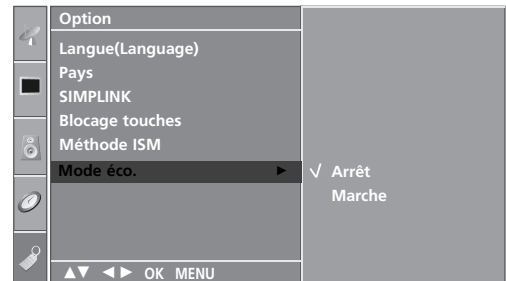 Option
Langue(Language)
Pays
SIMPLINK
Blocage touches
Méthode ISM
Mode éco. ►
√ Arrêt
Marche
▲▼ ◄► OK MENU